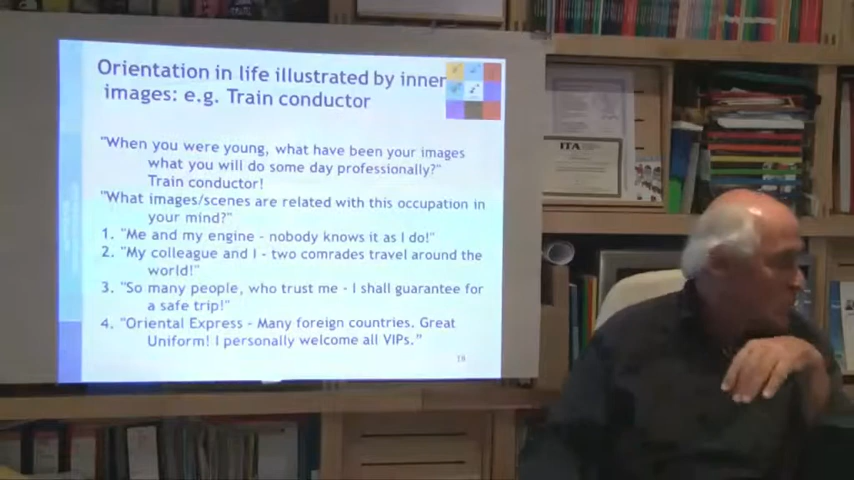 Orientation in life illustrated by inner
images: e.g. Train conductor
"When you were young, what have been your images
what you will do some day professionally?"
Train conductor!
"What images/scenes are related with this occupation in
your mind?"
1. "Me and my engine - nobody knows it as I do!"
2. "My colleague and I - two comrades travel around the
world!"
3. "So many people, who trust me - I shall guarantee for
a safe trip!"
4. "Oriental Express - Many foreign countries. Great
Uniform! I personally welcome all VIPs."
18
ITA